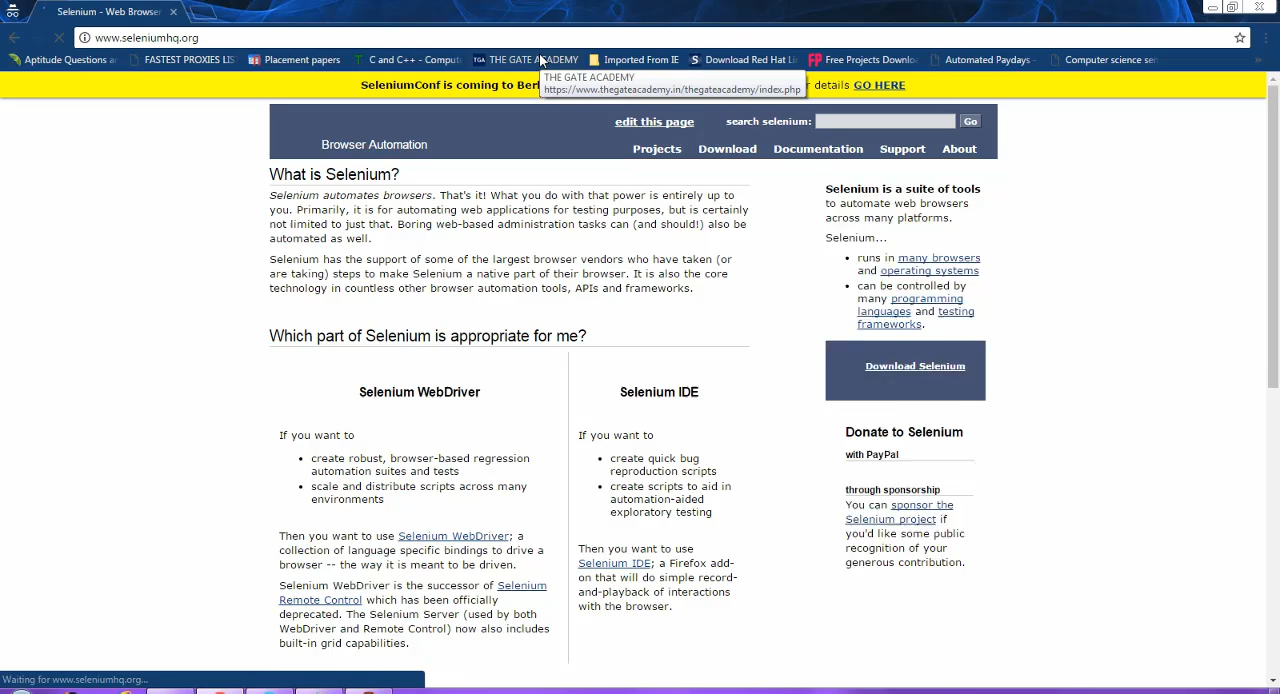 Selenium - Web Browser
www.seleniumhq.org
Aptitude Questions an
FASTEST PROXIES LIS
Placement papers
C and C++ - Compute
THE GATE ACADEMY
Imported From IE
Download Red Hat Li
Free Projects Downlo
Automated Paydays -
Computer science sem
»
THE GATE ACADEMY
https://www.thegateacademy.in/thegateacademy/index.php
SeleniumConf is coming to Berl
r details GO HERE
edit this page
search selenium:
Go
Browser Automation
Projects Download Documentation Support About
What is Selenium?
Selenium automates browsers. That's it! What you do with that power is entirely up to
you. Primarily, it is for automating web applications for testing purposes, but is certainly
not limited to just that. Boring web-based administration tasks can (and should!) also be
automated as well.
Selenium has the support of some of the largest browser vendors who have taken (or
are taking) steps to make Selenium a native part of their browser. It is also the core
technology in countless other browser automation tools, APIs and frameworks.
Which part of Selenium is appropriate for me?
Selenium WebDriver
If you want to
• create robust, browser-based regression
automation suites and tests
• scale and distribute scripts across many
environments
Then you want to use Selenium WebDriver; a
collection of language specific bindings to drive a
browser -- the way it is meant to be driven.
Selenium WebDriver is the successor of Selenium
Remote Control which has been officially
deprecated. The Selenium Server (used by both
WebDriver and Remote Control) now also includes
built-in grid capabilities.
Selenium IDE
If you want to
• create quick bug
reproduction scripts
• create scripts to aid in
automation-aided
exploratory testing
Then you want to use
Selenium IDE; a Firefox add-
on that will do simple record-
and-playback of interactions
with the browser.
Selenium is a suite of tools
to automate web browsers
across many platforms.
Selenium...
• runs in many browsers
and operating systems
• can be controlled by
many programming
languages and testing
frameworks.
Download Selenium
Donate to Selenium
with PayPal
through sponsorship
You can sponsor the
Selenium project if
you'd like some public
recognition of your
generous contribution.
Waiting for www.seleniumhq.org...